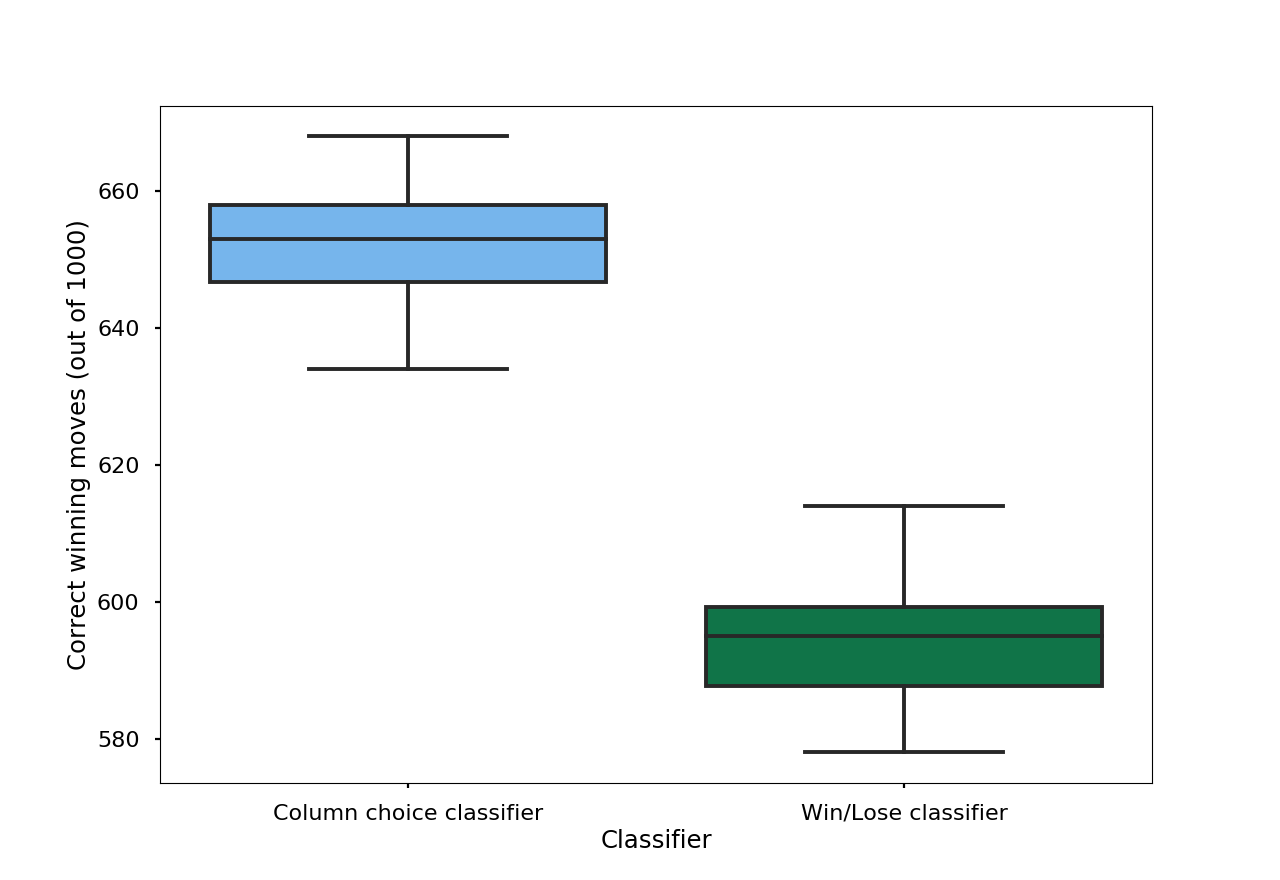 Correct winning moves (out of 1000)
660
640
620
600
580
Column choice classifier
Win/Lose classifier
Classifier